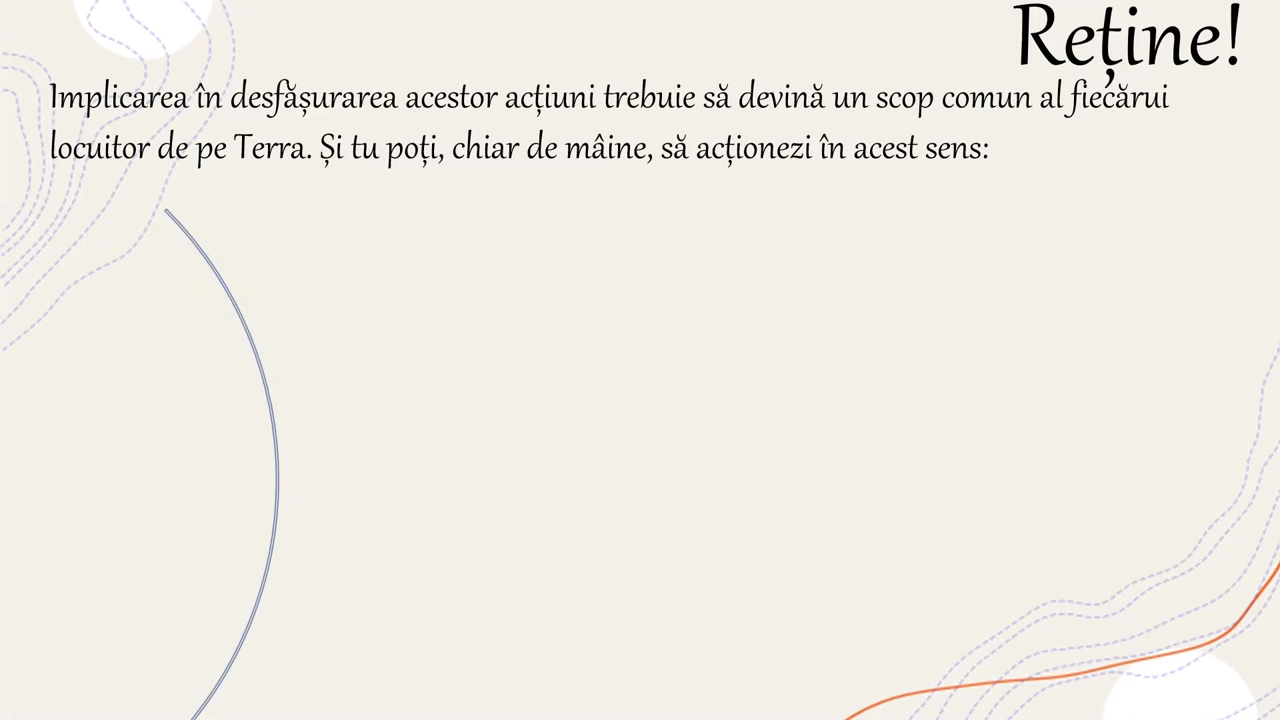 Reține!
Implicarea în desfășurarea acestor acțiuni trebuie să devină un scop comun al fiecărui
locuitor de pe Terra. Și tu poți, chiar de mâine, să acționezi în acest sens: